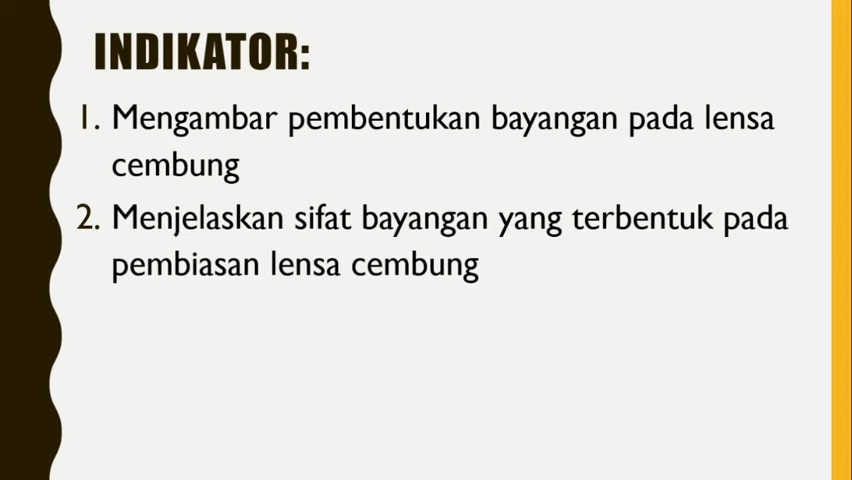 INDIKATOR:
1. Mengambar pembentukan bayangan pada lensa
cembung
2. Menjelaskan sifat bayangan yang terbentuk pada
pembiasan lensa cembung